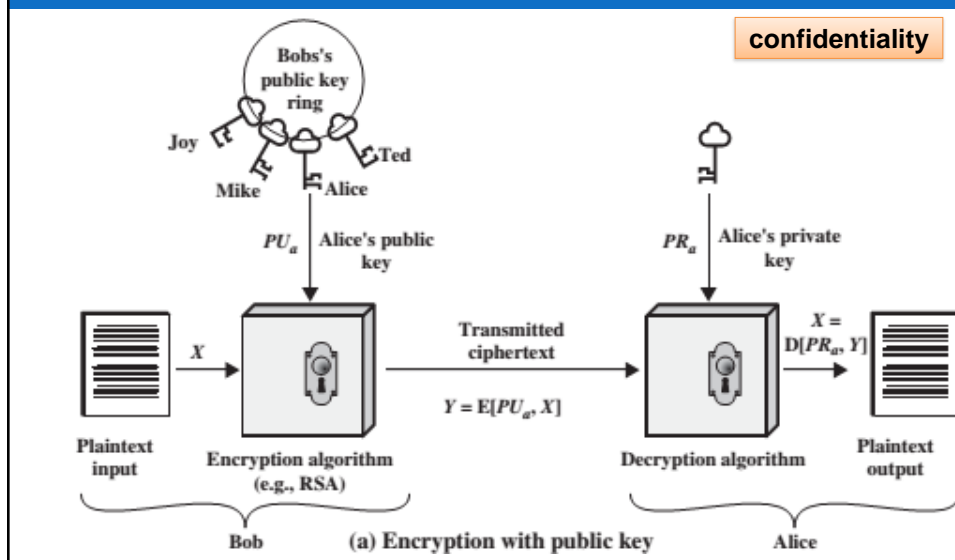 confidentiality
Bobs's
public key
ring
Joy
Ted
Mike
Alice
PUa
Alice's public
key
PRa
Alice's private
key
X
Transmitted
ciphertext
X =
D[PRa, Y]
Y = E[PUa, X]
Plaintext
input
Encryption algorithm
(e.g., RSA)
Decryption algorithm
Plaintext
output
Bob
(a) Encryption with public key
Alice